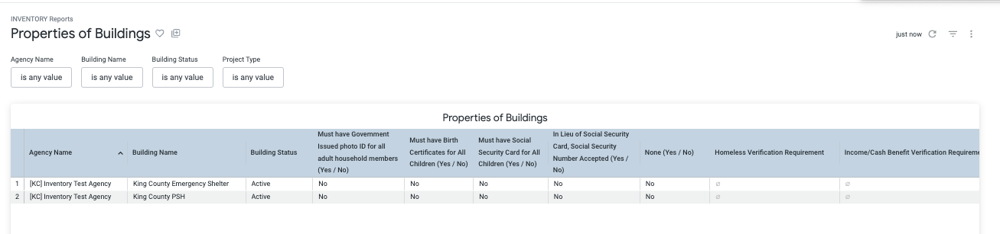 INVENTORY Reports
Properties of Buildings
just now
Agency Name Building Name Building Status Project Type
is any value is any value is any value is any value
Properties of Buildings
Agency Name
Building Name
Building Status
Must have Government
Issued photo ID for all
adult household members
(Yes / No)
Must have Birth
Certificates for All
Children (Yes / No)
Must have Social
Security Card for All
Children (Yes / No)
In Lieu of Social Security
Card, Social Security
Number Accepted (Yes /
No)
None (Yes / No)
Homeless Verification Requirement
Income/Cash Benefit Verification Requireme
1 [KC] Inventory Test Agency King County Emergency Shelter Active No No No No No ∅ ∅
2 [KC] Inventory Test Agency King County PSH Active No No No No No ∅ ∅